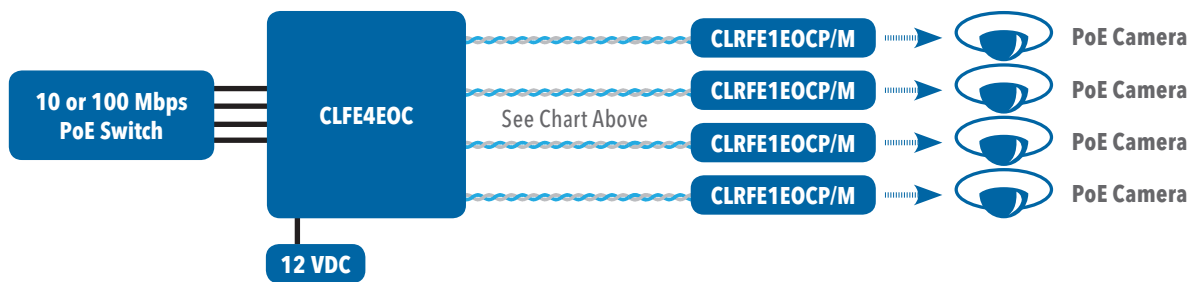 CLRFE1EOCP/M
PoE Camera
10 or 100 Mbps
PoE Switch
CLFE4EOC
CLRFE1EOCP/M
PoE Camera
See Chart Above
CLRFE1EOCP/M
PoE Camera
CLRFE1EOCP/M
PoE Camera
12 VDC